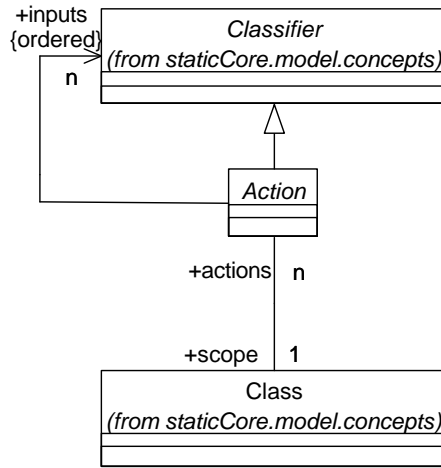 +inputs
{ordered}
n
Classifier
(from staticCore.model.concepts)
Action
+actions n
+scope 1
Class
(from staticCore.model.concepts)